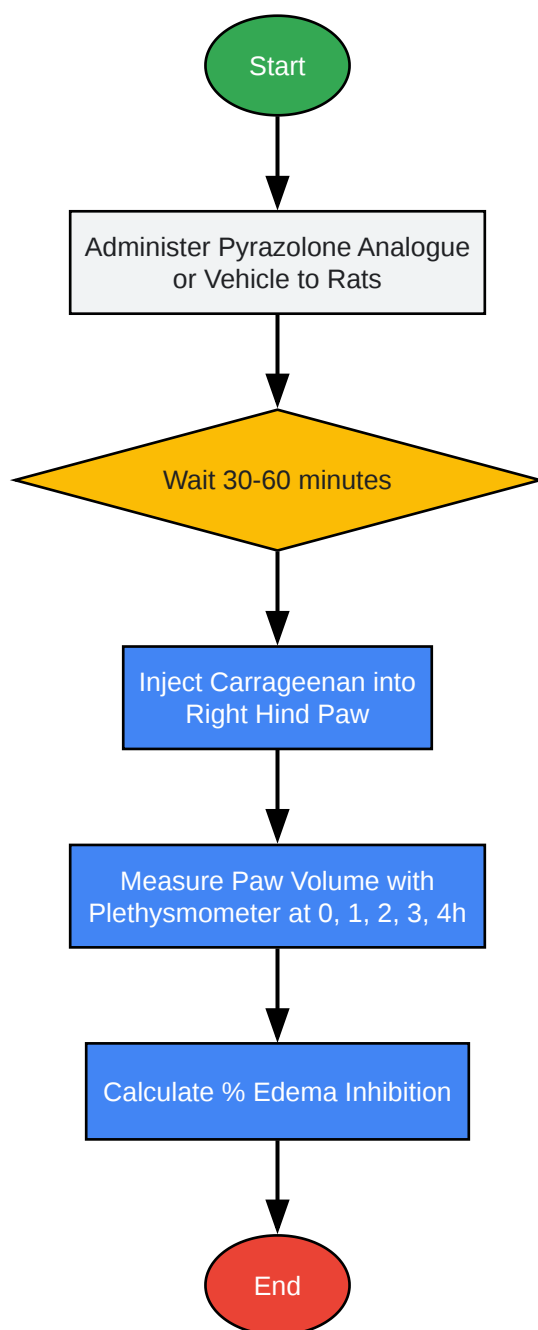 Start
Administer Pyrazolone Analogue
or Vehicle to Rats
Wait 30-60 minutes
Inject Carrageenan into
Right Hind Paw
Measure Paw Volume with
Plethysmometer at 0, 1, 2, 3, 4h
Calculate % Edema Inhibition
End